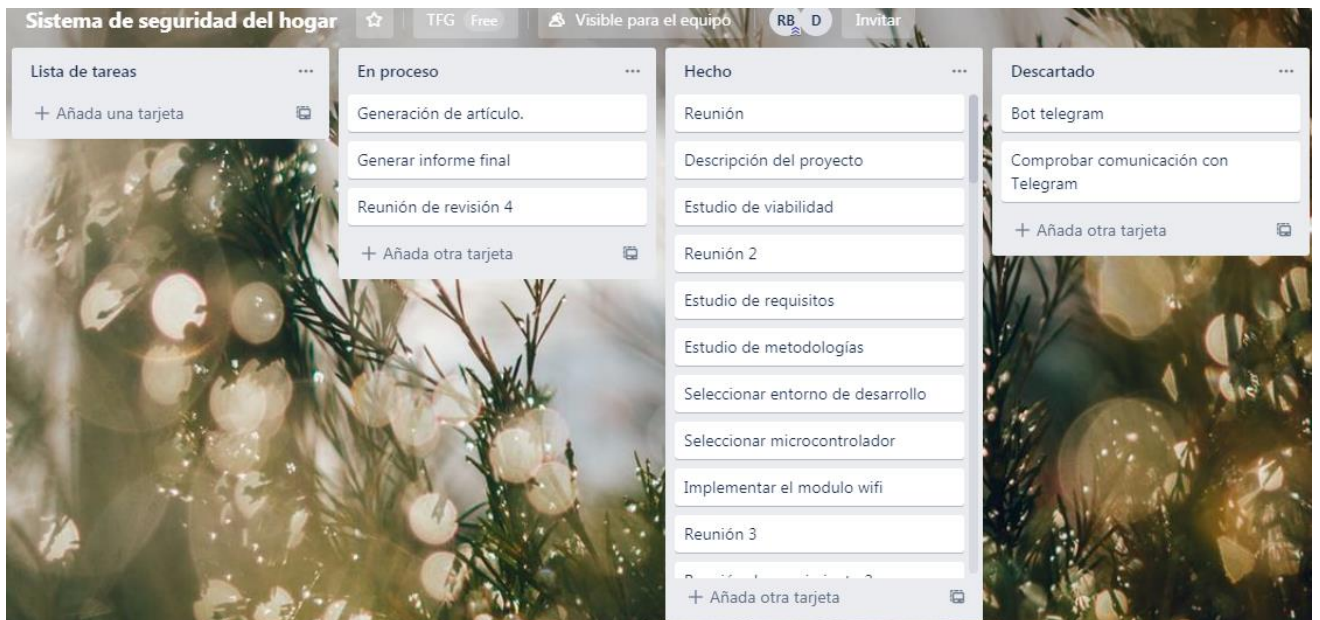 Sistema de seguridad del hogar
TFG Free
Visible para el equipo
RB
D
Invitar
Lista de tareas
Añada una tarjeta
En proceso
Generación de artículo.
Generar informe final
Reunión de revisión 4
Añada otra tarjeta
Hecho
Reunión
Descripción del proyecto
Estudio de viabilidad
Reunión 2
Estudio de requisitos
Estudio de metodologías
Seleccionar entorno de desarrollo
Seleccionar microcontrolador
Implementar el modulo wifi
Reunión 3
Añada otra tarjeta
Descartado
Bot telegram
Comprobar comunicación con
Telegram
Añada otra tarjeta